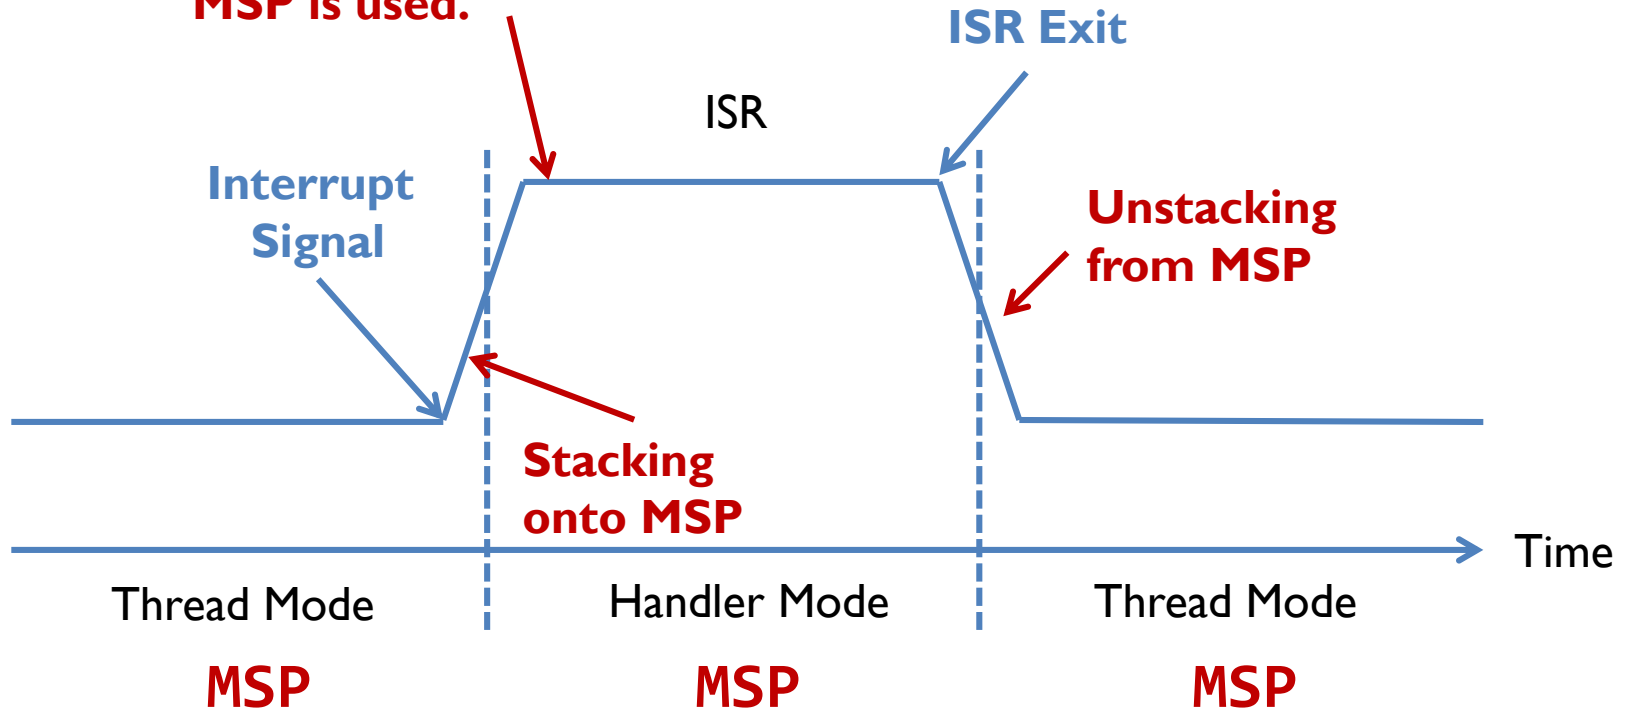 MSP is used.
ISR Exit
ISR
Interrupt
Signal
Unstacking
from MSP
Stacking
onto MSP
Time
Thread Mode
Handler Mode
Thread Mode
MSP
MSP
MSP